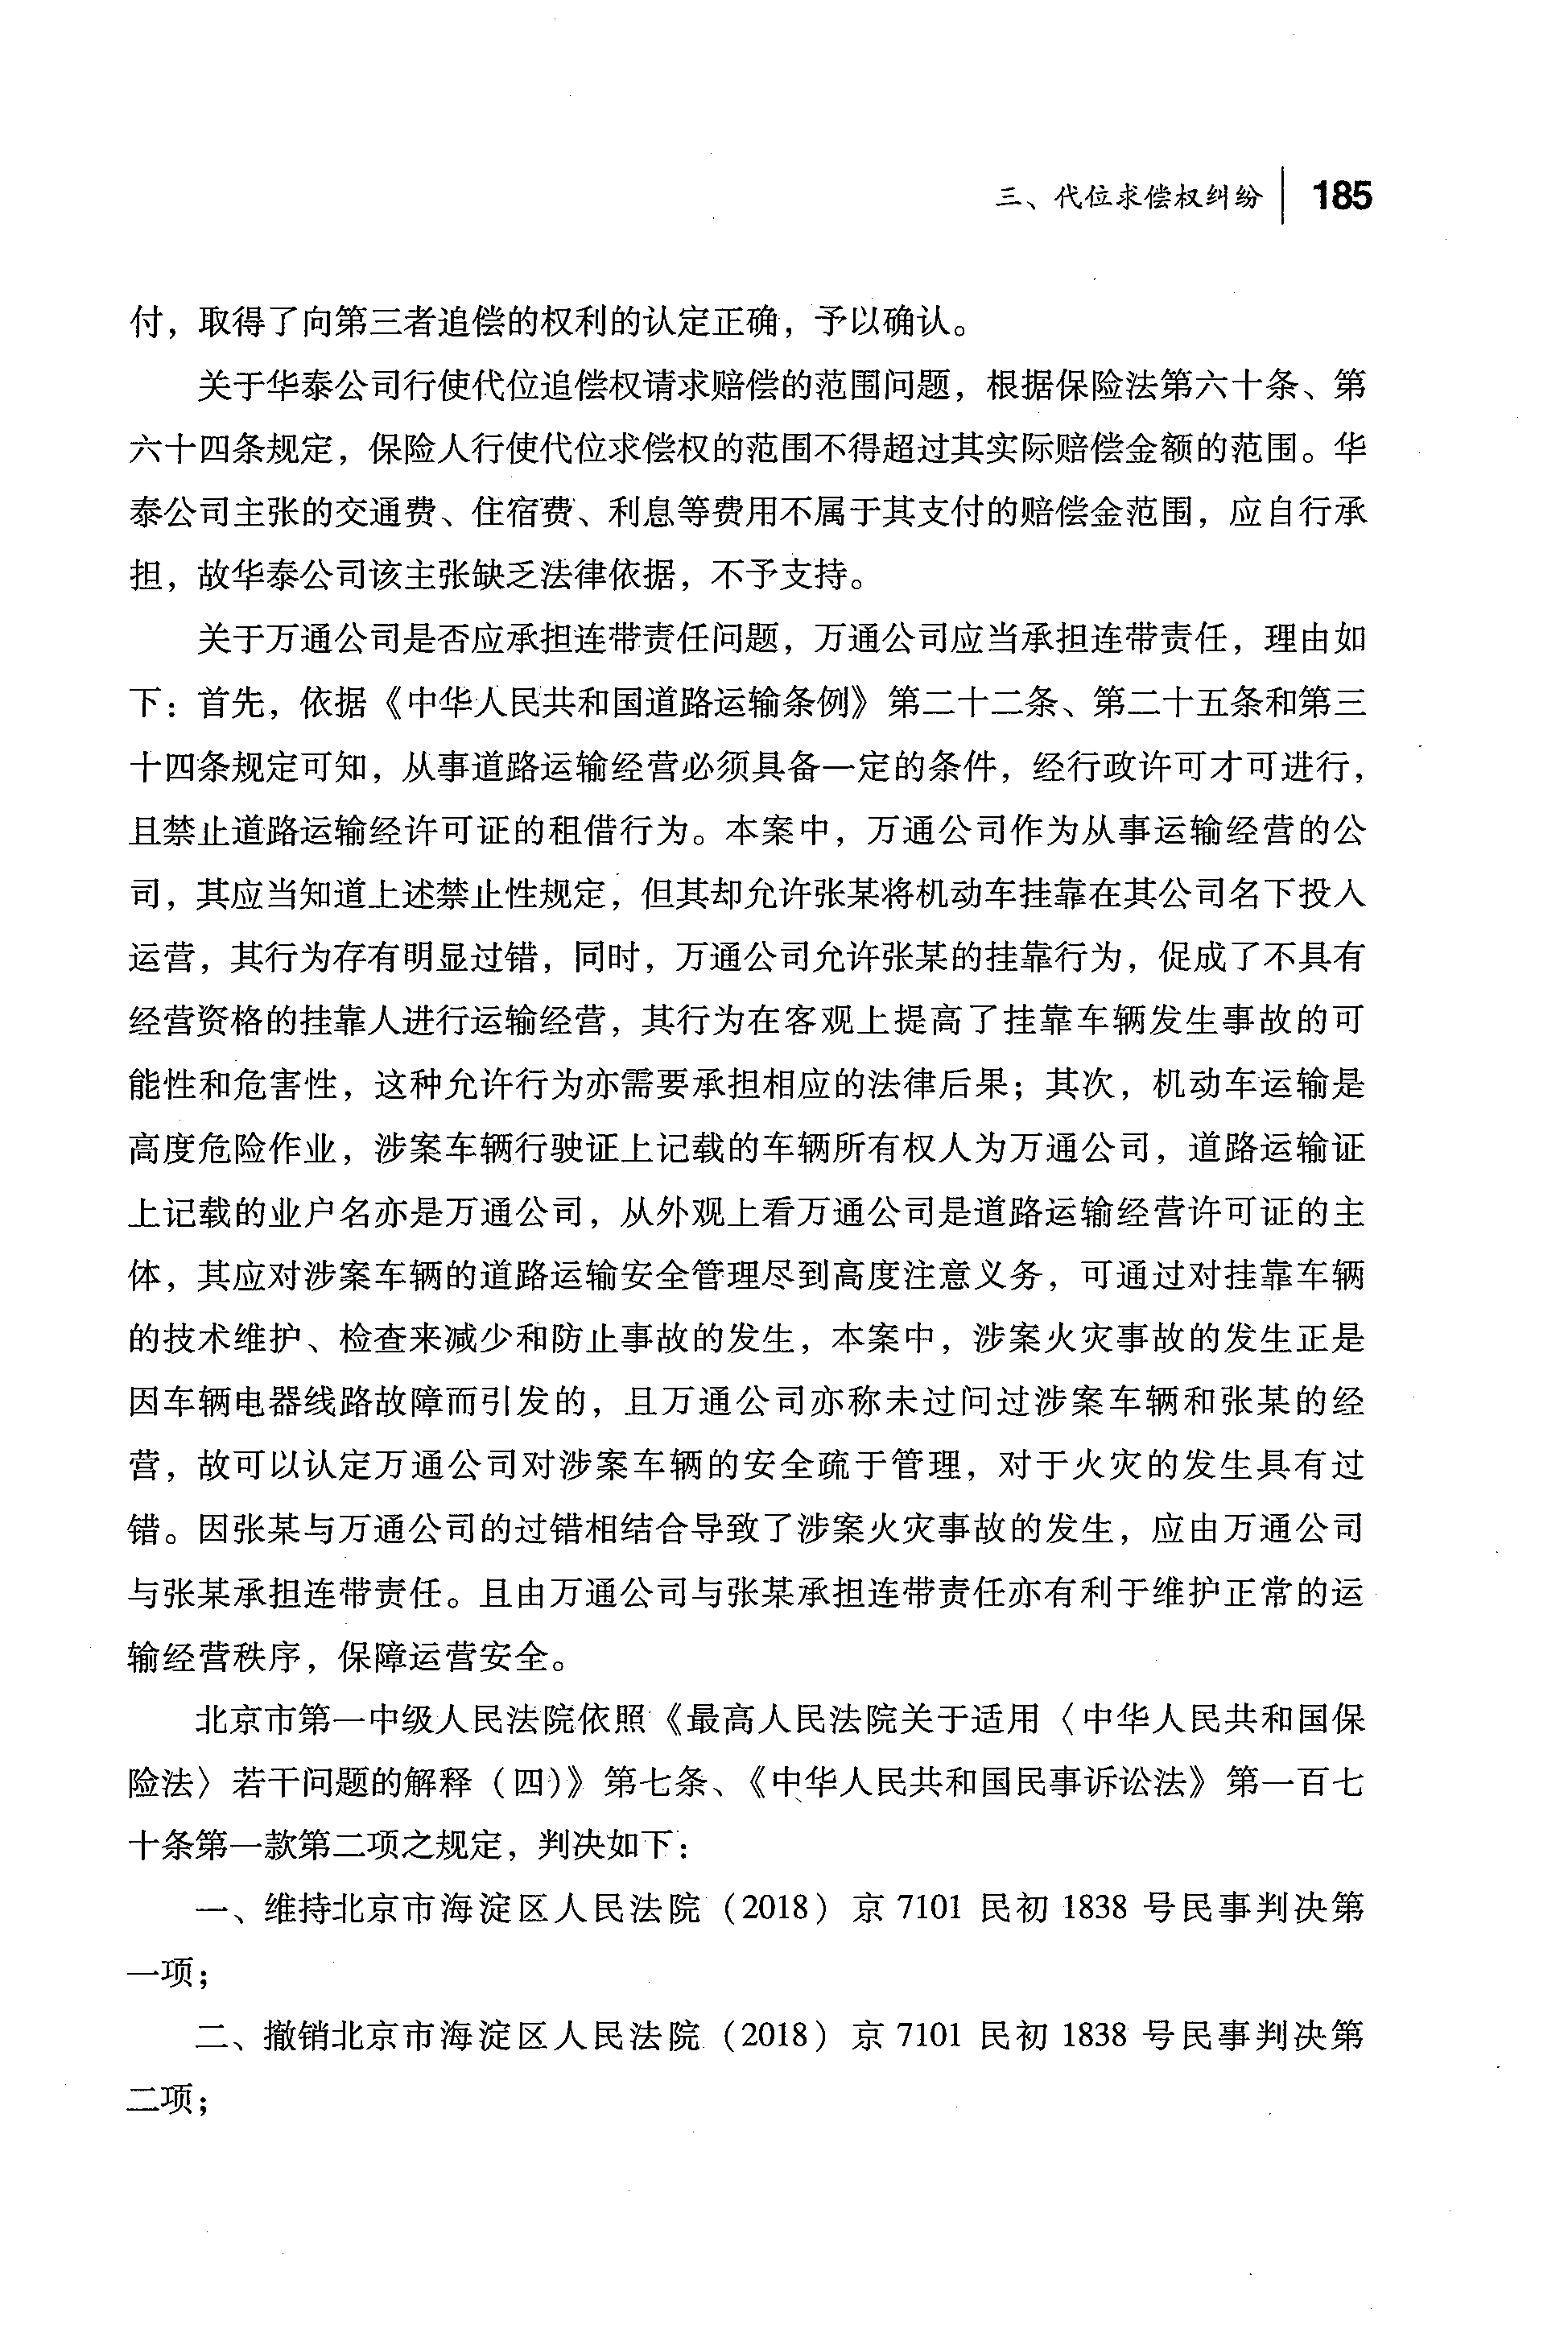 三、代位求偿权纠纷 185
付，取得了向第三者追偿的权利的认定正确，予以确认。
关于华泰公司行使代位追偿权请求赔偿的范围问题，根据保险法第六十条、第
六十四条规定，保险人行使代位求偿权的范围不得超过其实际赔偿金额的范围。华
泰公司主张的交通费、住宿费、利息等费用不属于其支付的赔偿金范围，应自行承
担，故华泰公司该主张缺乏法律依据，不予支持。
关于万通公司是否应承担连带责任问题，万通公司应当承担连带责任，理由如
下：首先，依据《中华人民共和国道路运输条例》第二十二条、第二十五条和第三
十四条规定可知，从事道路运输经营必须具备一定的条件，经行政许可才可进行，
且禁止道路运输经许可证的租借行为。本案中，万通公司作为从事运输经营的公
司，其应当知道上述禁止性规定，但其却允许张某将机动车挂靠在其公司名下投入
运营，其行为存有明显过错，同时，万通公司允许张某的挂靠行为，促成了不具有
经营资格的挂靠人进行运输经营，其行为在客观上提高了挂靠车辆发生事故的可
能性和危害性，这种允许行为亦需要承担相应的法律后果；其次，机动车运输是
高度危险作业，涉案车辆行驶证上记载的车辆所有权人为万通公司，道路运输证
上记载的业户名亦是万通公司，从外观上看万通公司是道路运输经营许可证的主
体，其应对涉案车辆的道路运输安全管理尽到高度注意义务，可通过对挂靠车辆
的技术维护、检查来减少和防止事故的发生，本案中，涉案火灾事故的发生正是
因车辆电器线路故障而引发的，且万通公司亦称未过问过涉案车辆和张某的经
营，故可以认定万通公司对涉案车辆的安全疏于管理，对于火灾的发生具有过
错。因张某与万通公司的过错相结合导致了涉案火灾事故的发生，应由万通公司
与张某承担连带责任。且由万通公司与张某承担连带责任亦有利于维护正常的运
输经营秩序，保障运营安全。
北京市第一中级人民法院依照《最高人民法院关于适用〈中华人民共和国保
险法〉若干问题的解释（四）》第七条、《中华人民共和国民事诉讼法》第一百七
十条第一款第二项之规定，判决如下：
一、维持北京市海淀区人民法院（2018）京 7101 民初 1838 号民事判决第
一项；
二、撤销北京市海淀区人民法院（2018）京 7101 民初 1838 号民事判决第
二项；